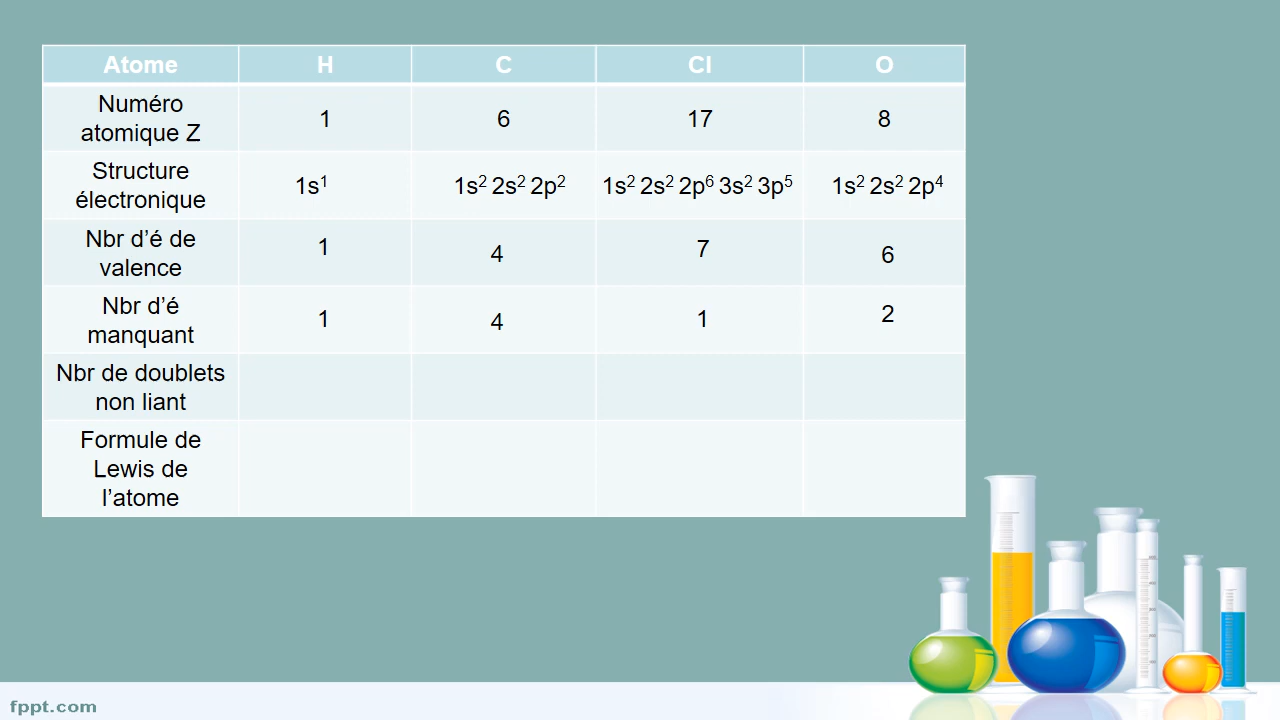 Atome H C Cl O
Numéro
atomique Z 1 6 17 8
Structure
électronique 1s¹ 1s² 2s² 2p² 1s² 2s² 2p⁶ 3s² 3p⁵ 1s² 2s² 2p⁴
Nbr d’é de
valence 1 4 7 6
Nbr d’é
manquant 1 4 1 2
Nbr de doublets
non liant
Formule de
Lewis de
l’atome
fppt.com